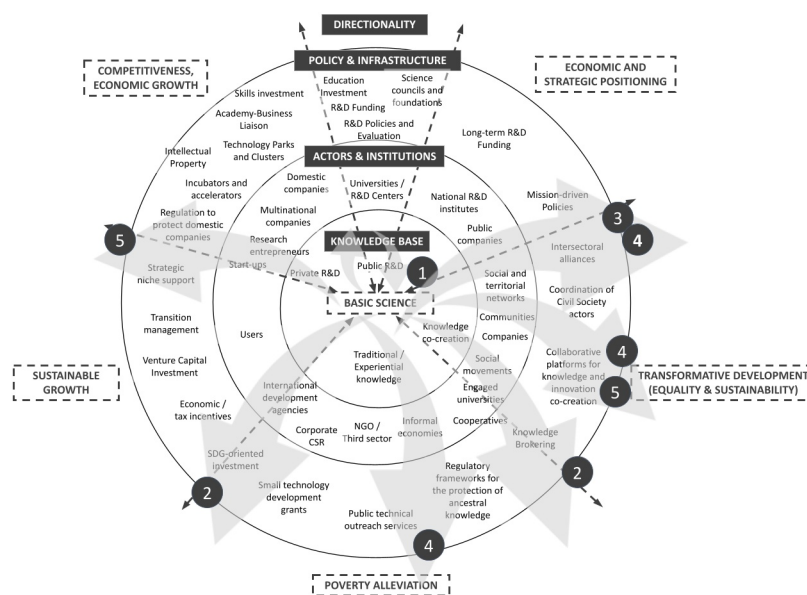 DIRECTIONALITY
POLICY & INFRASTRUCTURE
COMPETITIVENESS,
ECONOMIC GROWTH
ECONOMIC AND
STRATEGIC POSITIONING
Skills investment
Education
Investment
Science
councils and
foundations
R&D Funding
Academy-Business
Liaison
R&D Policies and
Evaluation
Long-term R&D
Funding
Intellectual
Property
Technology Parks
and Clusters
ACTORS & INSTITUTIONS
Incubators and
accelerators
Domestic
companies
Universities /
R&D Centers
National R&D
institutes
Mission-driven
Policies
Regulation to
protect domestic
companies
Multinational
companies
Public
companies
3
4
5
KNOWLEDGE BASE
Research
entrepreneurs
Start-ups
Intersectoral
alliances
Strategic
niche support
Private R&D
Public R&D
1
Social and
territorial
networks
BASIC SCIENCE
Coordination of
Civil Society
actors
Transition
management
Users
Knowledge
co-creation
Communities
Companies
4
Venture Capital
Investment
Traditional /
Experiential
knowledge
Social
movements
Collaborative
platforms for
knowledge and
innovation
co-creation
SUSTAINABLE
GROWTH
TRANSFORMATIVE DEVELOPMENT
(EQUALITY & SUSTAINABILITY)
5
International
development
agencies
Engaged
universities
Economic /
tax incentives
Corporate
CSR
NGO /
Third sector
Informal
economies
Cooperatives
Knowledge
Brokering
SDG-oriented
investment
2
2
Small technology
development
grants
Regulatory
frameworks for
the protection of
ancestral
knowledge
Public technical
outreach services
4
POVERTY ALLEVIATION